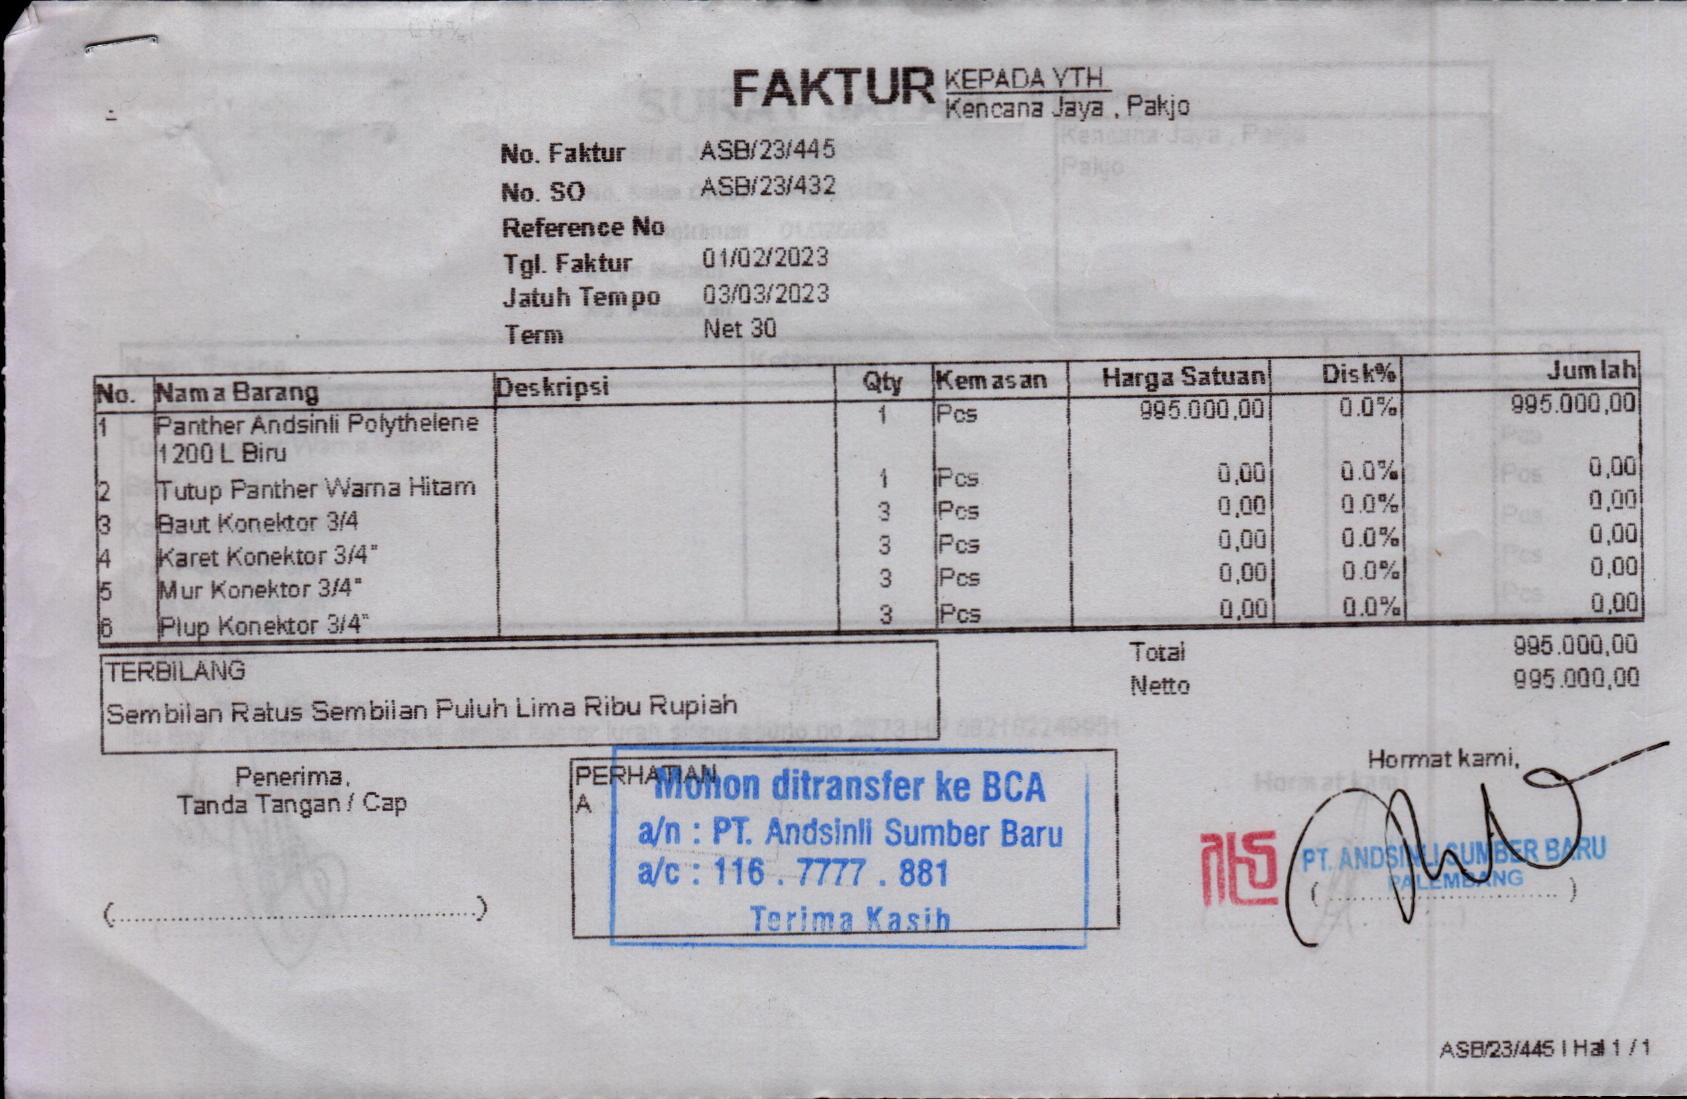 FAKTUR
KEPADA YTH
Kencana Jaya , Pakjo
No. Faktur ASB/23/445
No. SO ASB/23/432
Reference No
Tgl. Faktur 01/02/2023
Jatuh Tempo 03/03/2023
Term Net 30
No. Nama Barang Deskripsi Qty Kemasan Harga Satuan Disk% Jumlah
1 Panther Andsinli Polythelene 1 Pcs 995.000,00 0.0% 995.000,00
1200 L Biru
2 Tutup Panther Warna Hitam 1 Pcs 0,00 0.0% 0,00
3 Baut Konektor 3/4 3 Pcs 0,00 0.0% 0,00
4 Karet Konektor 3/4" 3 Pcs 0,00 0.0% 0,00
5 Mur Konektor 3/4" 3 Pcs 0,00 0.0% 0,00
6 Plup Konektor 3/4" 3 Pcs 0,00 0.0% 0,00
Total 995.000,00
Netto 995.000,00
TERBILANG
Sembilan Ratus Sembilan Puluh Lima Ribu Rupiah
Penerima,
Tanda Tangan / Cap
(....................................................)
PERHATIAN
A
Mohon ditransfer ke BCA
a/n : PT. Andsinli Sumber Baru
a/c : 116 . 7777 . 881
Terima Kasih
Hormat kami,
PT. ANDSINLI SUMBER BARU
PALEMBANG
(....................................)
ASB/23/445 | Hal 1 / 1